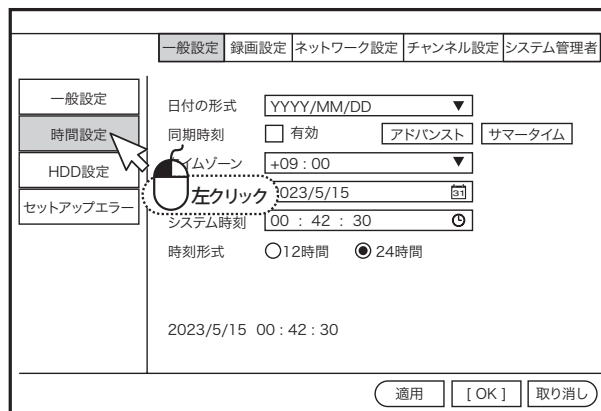 一般設定 録画設定 ネットワーク設定 チャンネル設定 システム管理者
一般設定
時間設定
HDD設定
セットアップエラー
日付の形式 YYYY/MM/DD ▼
同期時刻 有効 アドバンスト サマータイム
イムゾーン +09 : 00 ▼
左クリック 2023/5/15 31
システム時刻 00 : 42 : 30
時刻形式 12時間 24時間
2023/5/15 00 : 42 : 30
適用 [ OK ] 取り消し